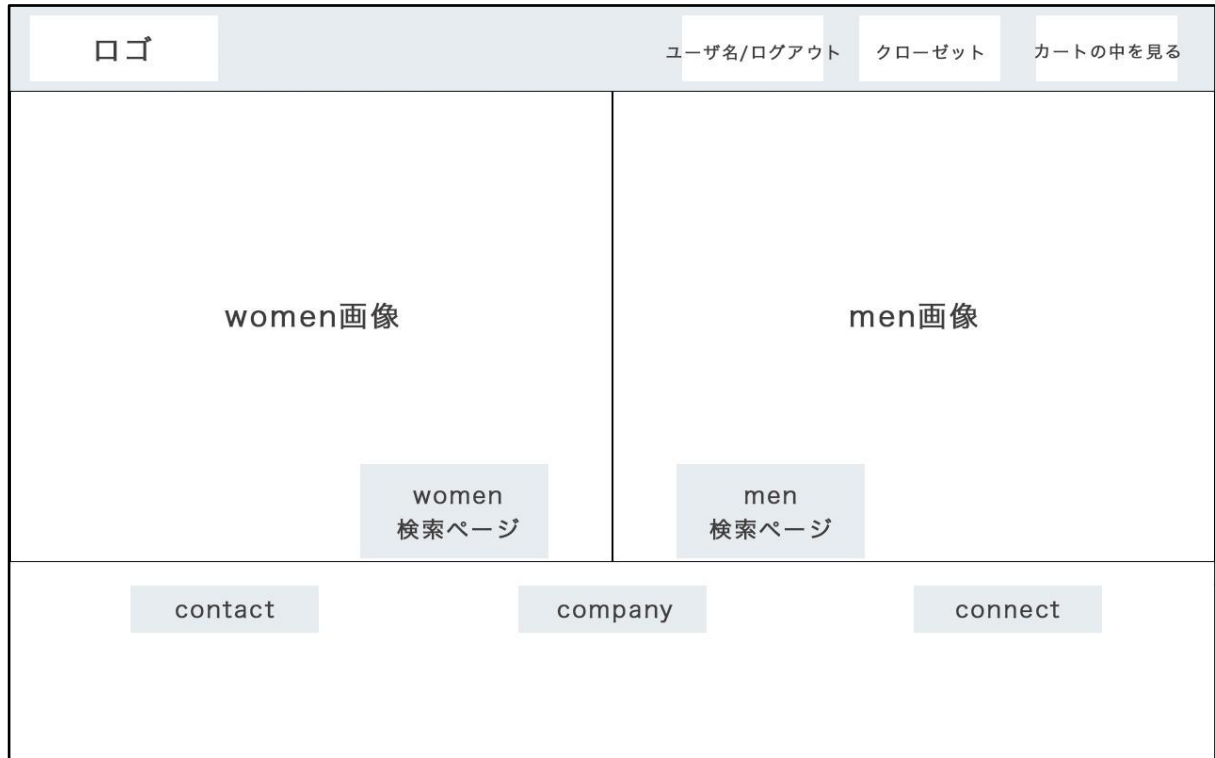 ロゴ
ユーザ名/ログアウト
クローゼット
カートの中を見る
women画像
men画像
women
検索ページ
men
検索ページ
contact
company
connect